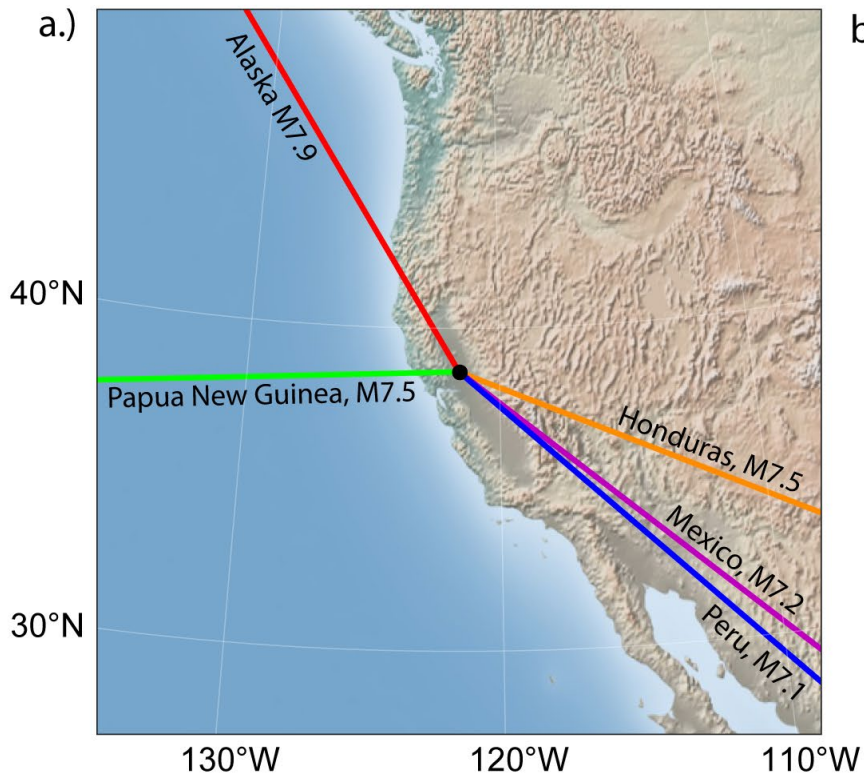 a.)
b
Alaska M7.9
40°N
Papua New Guinea, M7.5
Honduras, M7.5
Mexico, M7.2
Peru, M7.1
30°N
130°W
120°W
110°W